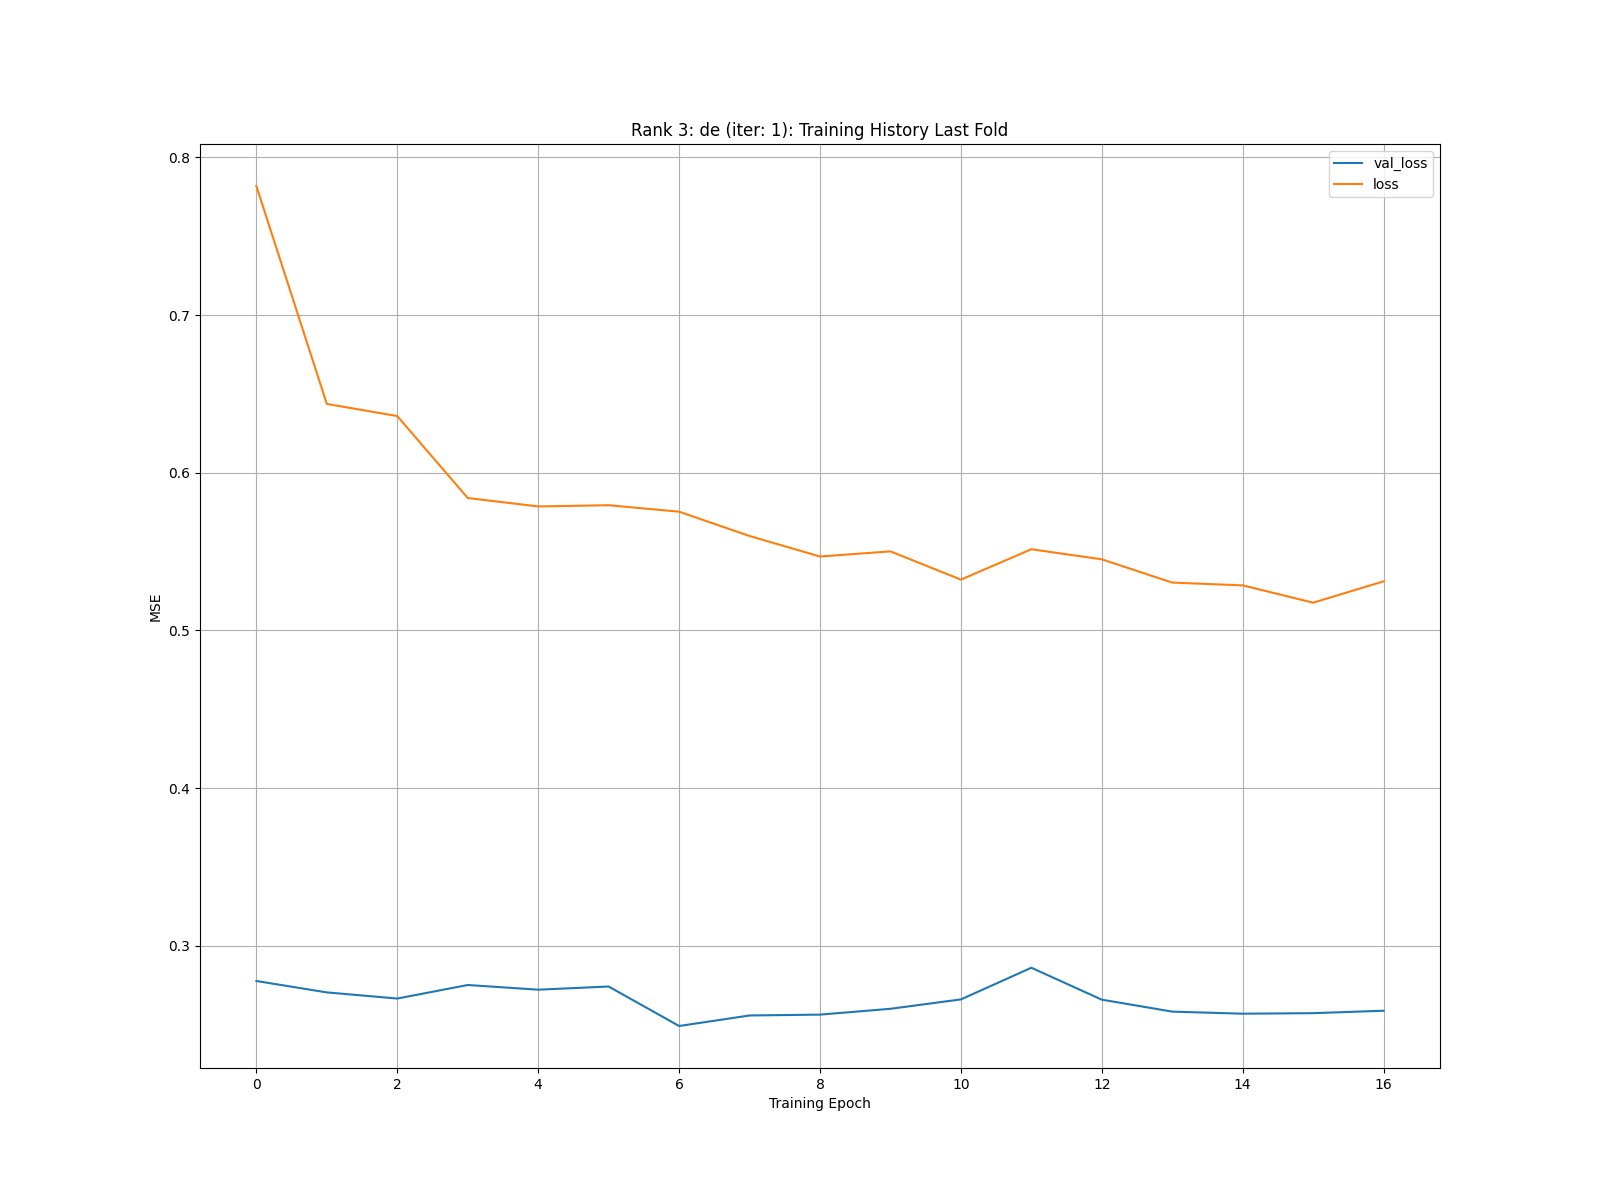 Rank 3: de (iter: 1): Training History Last Fold
val_loss
loss
0.8
0.7
0.6
0.5
0.4
0.3
MSE
0 2 4 6 8 10 12 14 16
Training Epoch